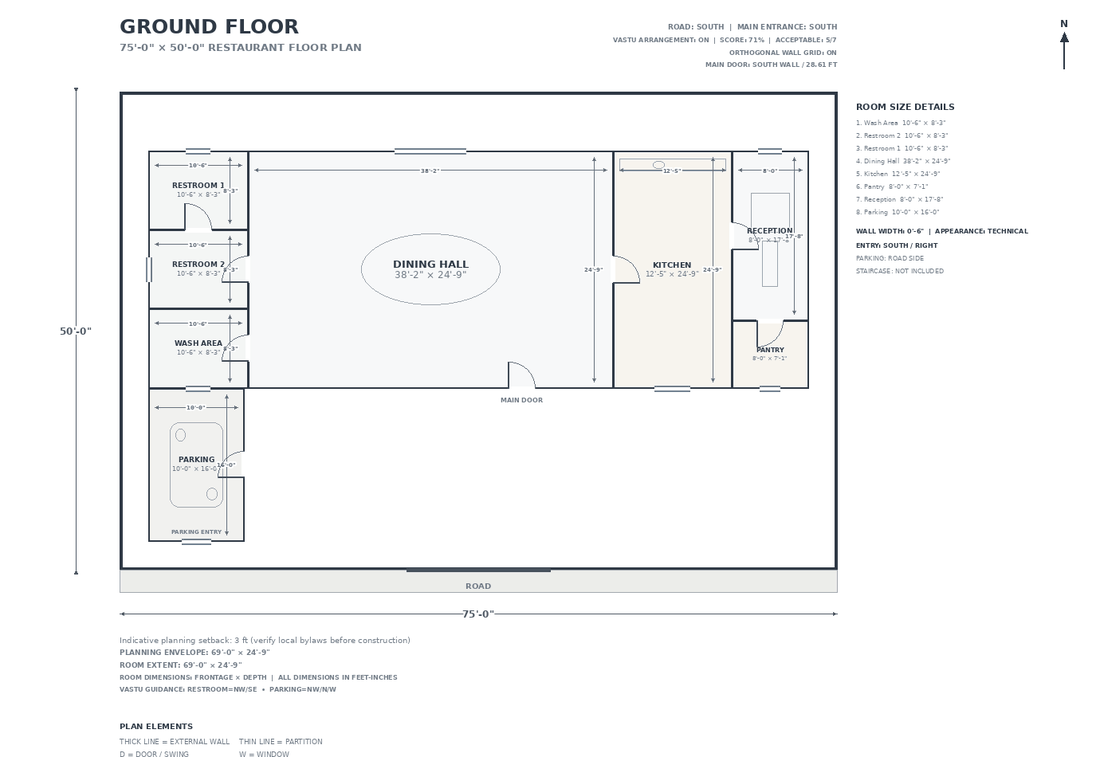 GROUND FLOOR
75'-0" × 50'-0" RESTAURANT FLOOR PLAN
ROAD: SOUTH | MAIN ENTRANCE: SOUTH
VASTU ARRANGEMENT: ON | SCORE: 71% | ACCEPTABLE: 5/7
ORTHOGONAL WALL GRID: ON
MAIN DOOR: SOUTH WALL / 28.61 FT
N
ROOM SIZE DETAILS
1. Wash Area 10'-6" × 8'-3"
2. Restroom 2 10'-6" × 8'-3"
3. Restroom 1 10'-6" × 8'-3"
4. Dining Hall 38'-2" × 24'-9"
5. Kitchen 12'-5" × 24'-9"
6. Pantry 8'-0" × 7'-1"
7. Reception 8'-0" × 17'-8"
8. Parking 10'-0" × 16'-0"
WALL WIDTH: 0'-6" | APPEARANCE: TECHNICAL
ENTRY: SOUTH / RIGHT
PARKING: ROAD SIDE
STAIRCASE: NOT INCLUDED
10'-6"
RESTROOM 1
10'-6" × 8'-3"
8'-3"
10'-6"
RESTROOM 2
10'-6" × 8'-3"
8'-3"
10'-6"
WASH AREA
10'-6" × 8'-3"
8'-3"
38'-2"
DINING HALL
38'-2" × 24'-9"
24'-9"
12'-5"
KITCHEN
12'-5" × 24'-9"
24'-9"
8'-0"
RECEPTION
8'-0" × 17'-8"
17'-8"
PANTRY
8'-0" × 7'-1"
MAIN DOOR
10'-0"
PARKING
10'-0" × 16'-0"
16'-0"
PARKING ENTRY
50'-0"
ROAD
75'-0"
Indicative planning setback: 3 ft (verify local bylaws before construction)
PLANNING ENVELOPE: 69'-0" × 24'-9"
ROOM EXTENT: 69'-0" × 24'-9"
ROOM DIMENSIONS: FRONTAGE × DEPTH | ALL DIMENSIONS IN FEET-INCHES
VASTU GUIDANCE: RESTROOM=NW/SE • PARKING=NW/N/W
PLAN ELEMENTS
THICK LINE = EXTERNAL WALL THIN LINE = PARTITION
D = DOOR / SWING W = WINDOW